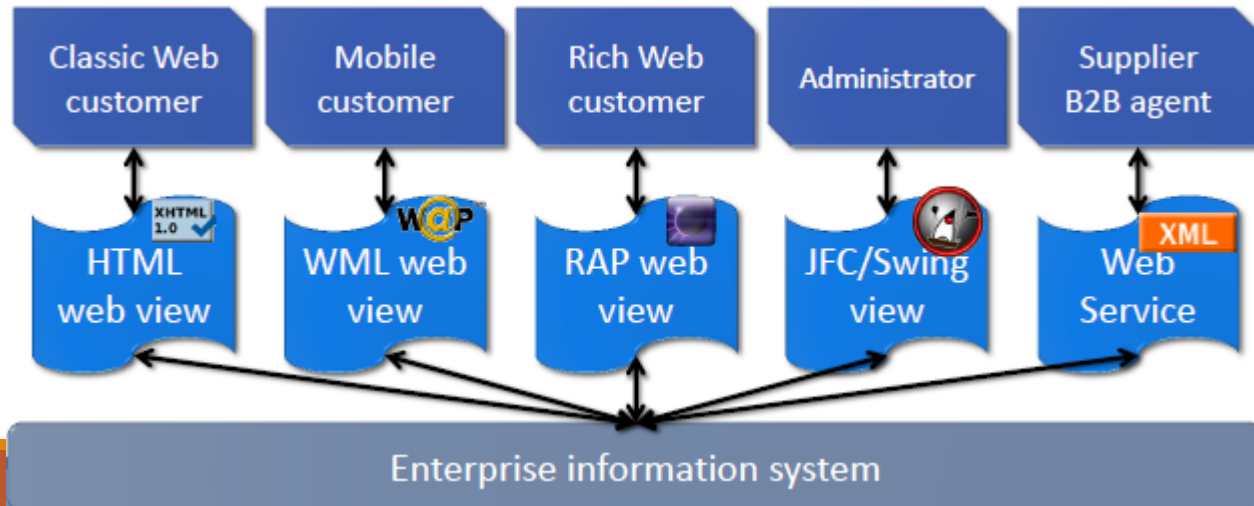 Classic Web
customer
Mobile
customer
Rich Web
customer
Administrator
Supplier
B2B agent
XHTML
1.0
HTML
web view
W@P
WML web
view
RAP web
view
JFC/Swing
view
XML
Web
Service
Enterprise information system